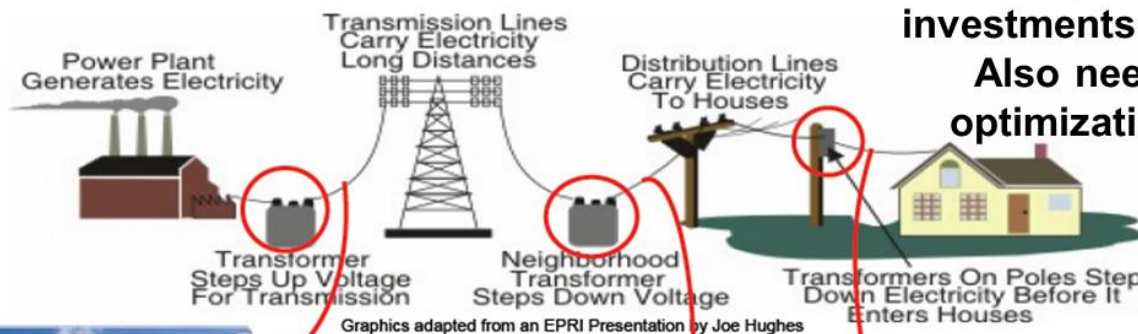 investments
Also nee
optimizati
Power Plant
Generates Electricity
Transmission Lines
Carry Electricity
Long Distances
Distribution Lines
Carry Electricity
To Houses
Transformer
Steps Up Voltage
For Transmission
Neighborhood
Transformer
Steps Down Voltage
Transformers On Poles Step
Down Electricity Before It
Enters Houses
Graphics adapted from an EPRI Presentation by Joe Hughes